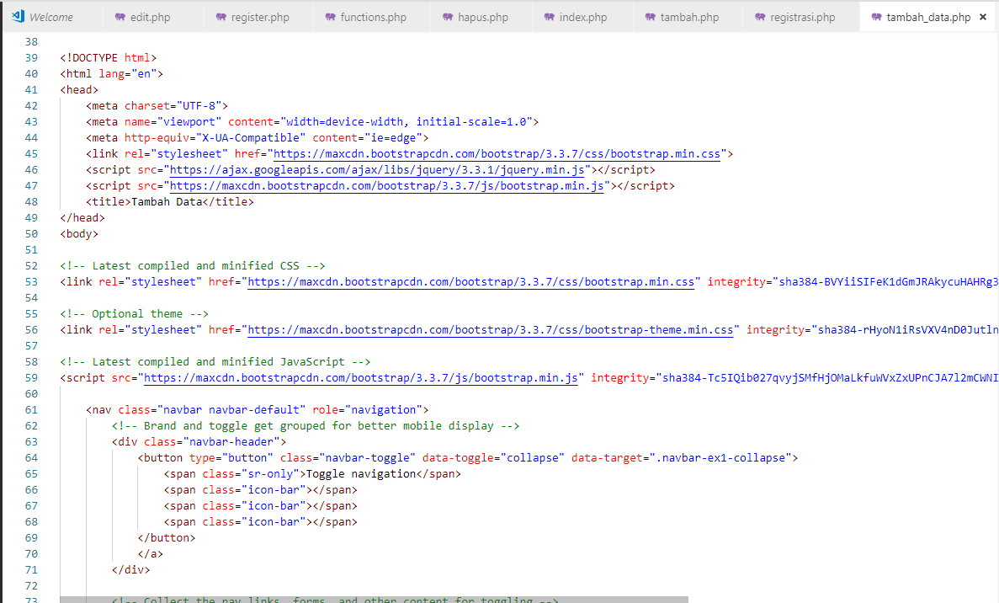 Welcome edit.php register.php functions.php hapus.php index.php tambah.php registrasi.php tambah_data.php ×
38
39 <!DOCTYPE html>
40 <html lang="en">
41 <head>
42 <meta charset="UTF-8">
43 <meta name="viewport" content="width=device-width, initial-scale=1.0">
44 <meta http-equiv="X-UA-Compatible" content="ie=edge">
45 <link rel="stylesheet" href="https://maxcdn.bootstrapcdn.com/bootstrap/3.3.7/css/bootstrap.min.css">
46 <script src="https://ajax.googleapis.com/ajax/libs/jquery/3.3.1/jquery.min.js"></script>
47 <script src="https://maxcdn.bootstrapcdn.com/bootstrap/3.3.7/js/bootstrap.min.js"></script>
48 <title>Tambah Data</title>
49 </head>
50 <body>
51
52 <!-- Latest compiled and minified CSS -->
53 <link rel="stylesheet" href="https://maxcdn.bootstrapcdn.com/bootstrap/3.3.7/css/bootstrap.min.css" integrity="sha384-BVYiiSIFeK1dGmJRAkycuHAHRg3
54
55 <!-- Optional theme -->
56 <link rel="stylesheet" href="https://maxcdn.bootstrapcdn.com/bootstrap/3.3.7/css/bootstrap-theme.min.css" integrity="sha384-rHyoN1iRsVXV4nD0Jutln
57
58 <!-- Latest compiled and minified JavaScript -->
59 <script src="https://maxcdn.bootstrapcdn.com/bootstrap/3.3.7/js/bootstrap.min.js" integrity="sha384-Tc5IQib027qvyjSMfHjOMaLkfuWVxZxUPnCJA7l2mCWNI
60
61 <nav class="navbar navbar-default" role="navigation">
62 <!-- Brand and toggle get grouped for better mobile display -->
63 <div class="navbar-header">
64 <button type="button" class="navbar-toggle" data-toggle="collapse" data-target=".navbar-ex1-collapse">
65 <span class="sr-only">Toggle navigation</span>
66 <span class="icon-bar"></span>
67 <span class="icon-bar"></span>
68 <span class="icon-bar"></span>
69 </button>
70 </a>
71 </div>
72
73 <!-- Collect the nav links, forms, and other content for toggling -->